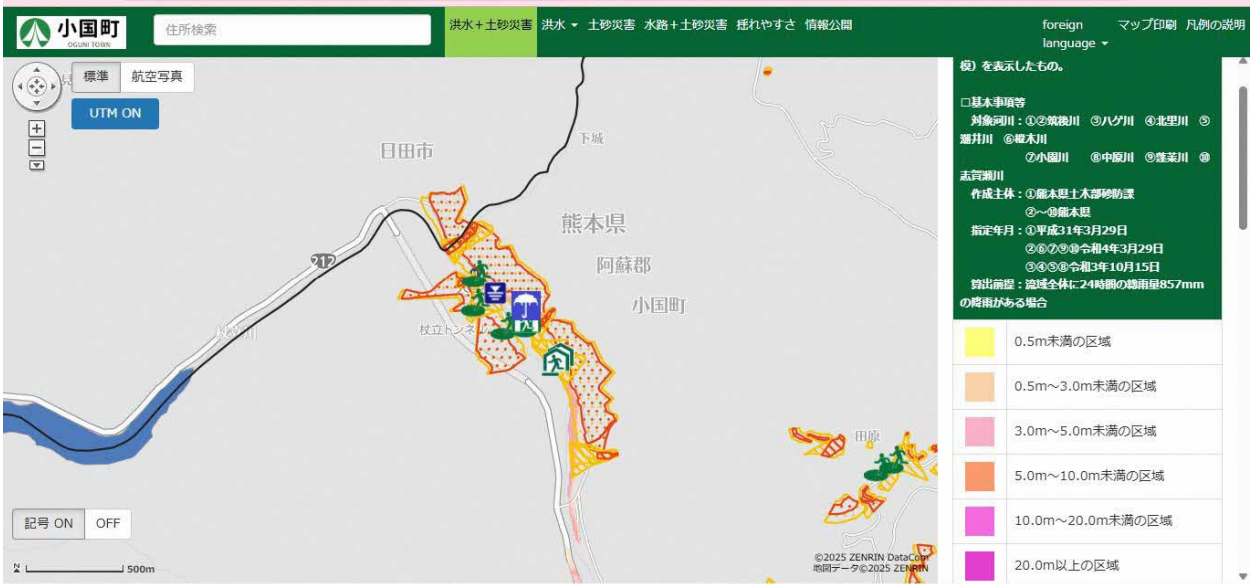 小国町
OGUNI TOWN
住所検索
洪水+土砂災害 洪水 土砂災害 水路+土砂災害 揺れやすさ 情報公開
foreign language
マップ印刷 凡例の説明
標準 航空写真
UTM ON
日田市
下城
熊本県
阿蘇郡
小国町
212
杖立トンネル
田原
記号 ON OFF
500m
©2025 ZENRIN DataCom
地図データ©2025 ZENRIN
模）を表示したもの。
□基本事項等
対象河川：①②筑後川 ③ハゲ川 ④北里川 ⑤
⑥樅木川
⑦小園川 ⑧中原川 ⑨蓬莱川 ⑩
志賀瀬川
作成主体：①熊本県土木部砂防課
②～⑩熊本県
指定年月：①平成31年3月29日
②⑥⑦⑨⑩令和4年3月29日
③④⑤⑧令和3年10月15日
算出前提：流域全体に24時間の総雨量857mm
の降雨がある場合
0.5m未満の区域
0.5m～3.0m未満の区域
3.0m～5.0m未満の区域
5.0m～10.0m未満の区域
10.0m～20.0m未満の区域
20.0m以上の区域